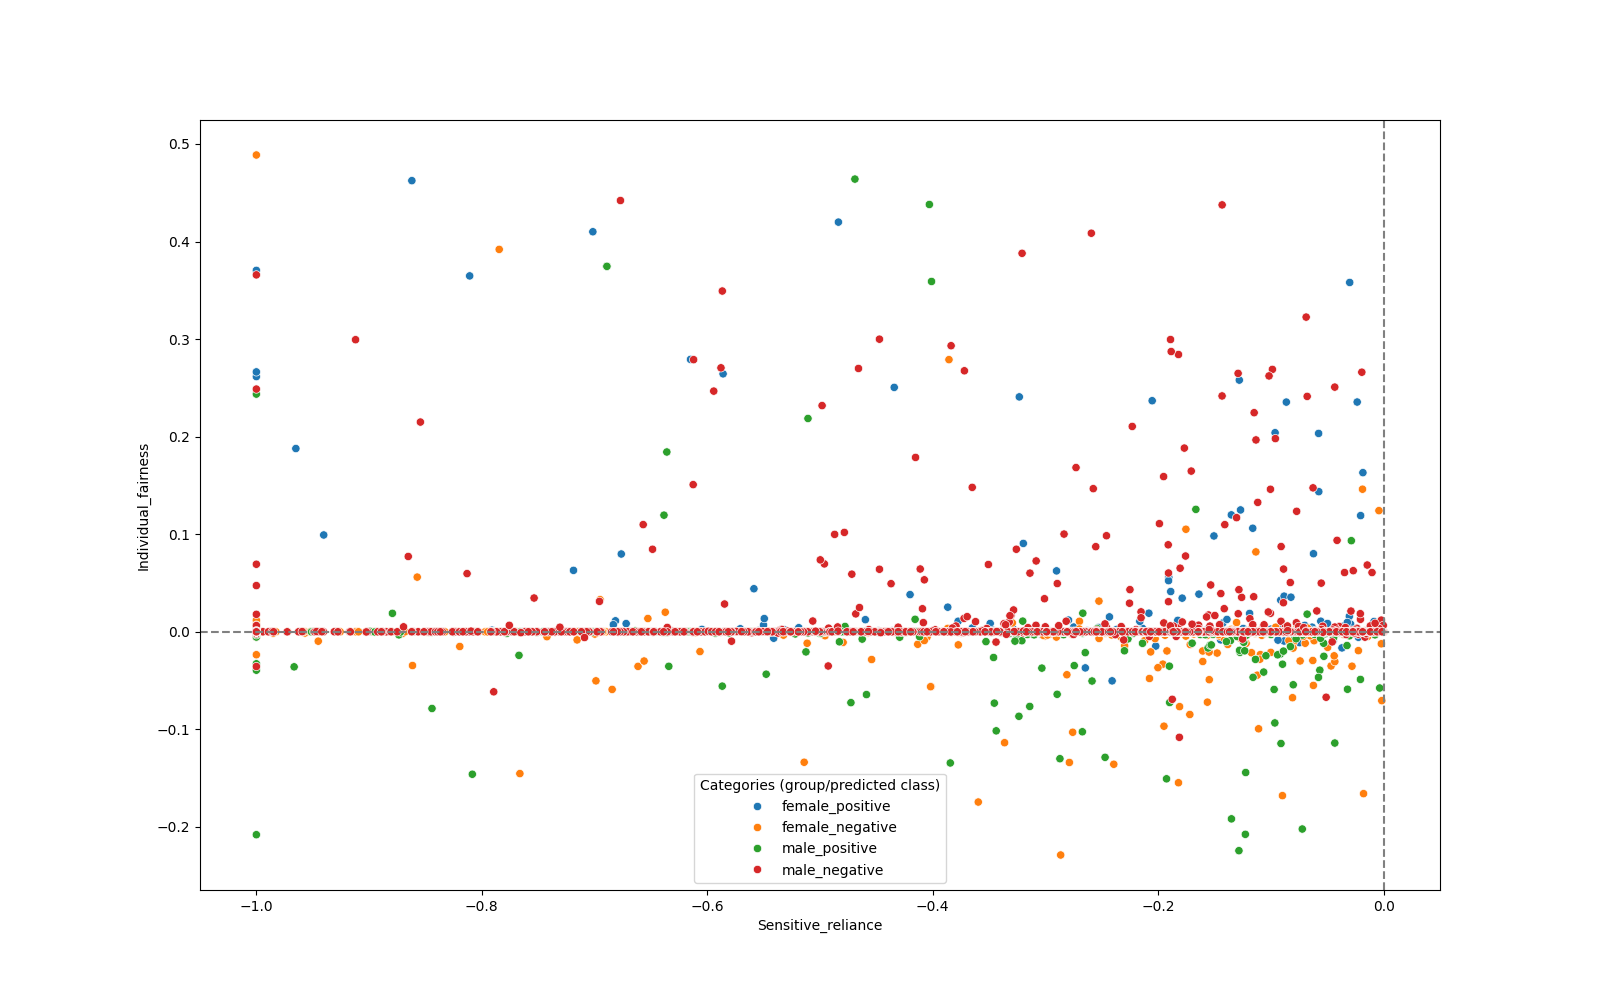 0.5
0.4
0.3
0.2
0.1
0.0
−0.1
−0.2
Individual_fairness
−1.0 −0.8 −0.6 −0.4 −0.2 0.0
Sensitive_reliance
Categories (group/predicted class)
female_positive
female_negative
male_positive
male_negative